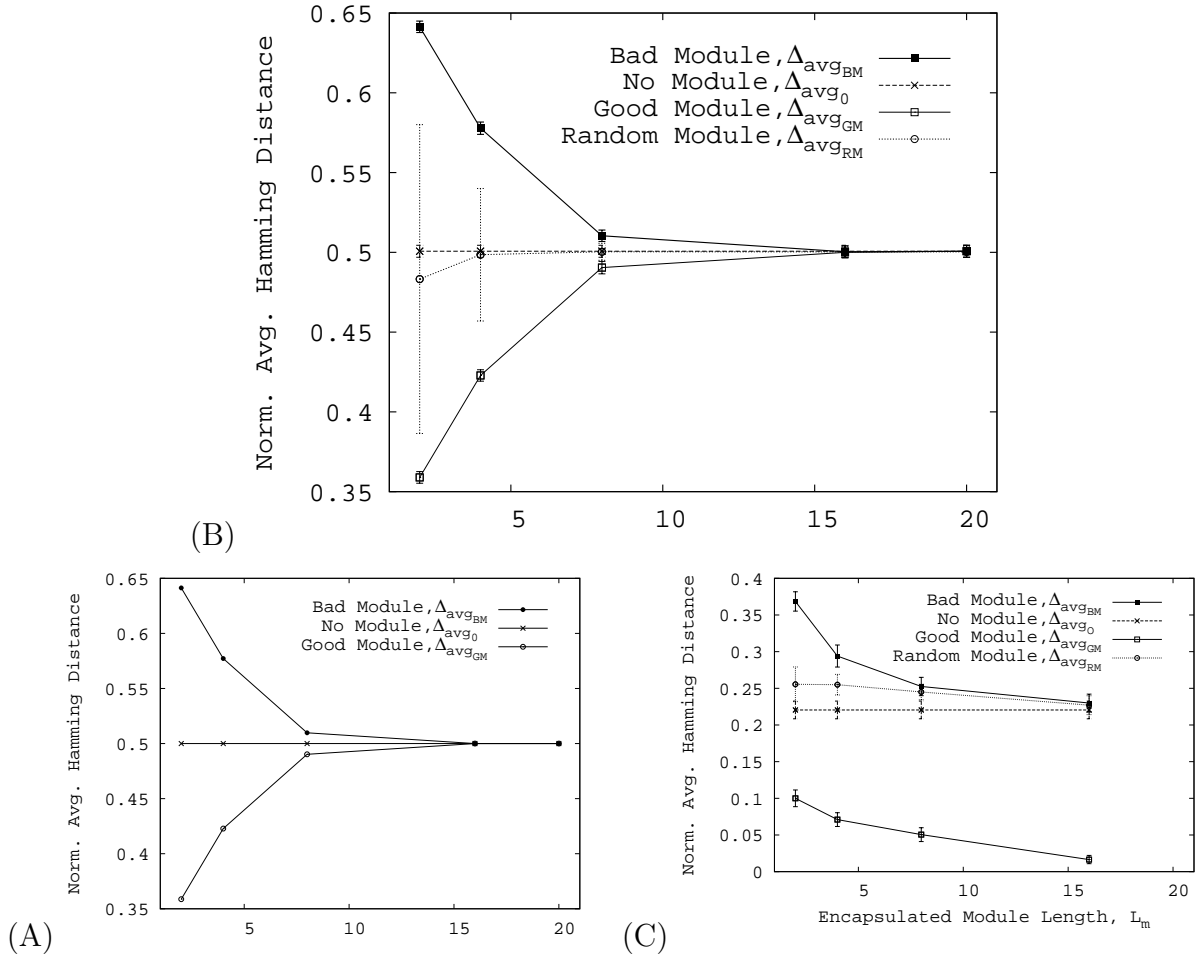 0.65
0.6
0.55
0.5
0.45
0.4
0.35
Norm. Avg. Hamming Distance
Bad Module,Δavg_BM
No Module,Δavg_0
Good Module,Δavg_GM
Random Module,Δavg_RM
5 10 15 20
(B)
0.65
0.6
0.55
0.5
0.45
0.4
0.35
Norm. Avg. Hamming Distance
Bad Module,Δavg_BM
No Module,Δavg_0
Good Module,Δavg_GM
5 10 15 20
(A)
0.4
0.35
0.3
0.25
0.2
0.15
0.1
0.05
0
Norm. Avg. Hamming Distance
Bad Module,Δavg_BM
No Module,Δavg_O
Good Module,Δavg_GM
Random Module,Δavg_RM
5 10 15 20
Encapsulated Module Length, L_m
(C)